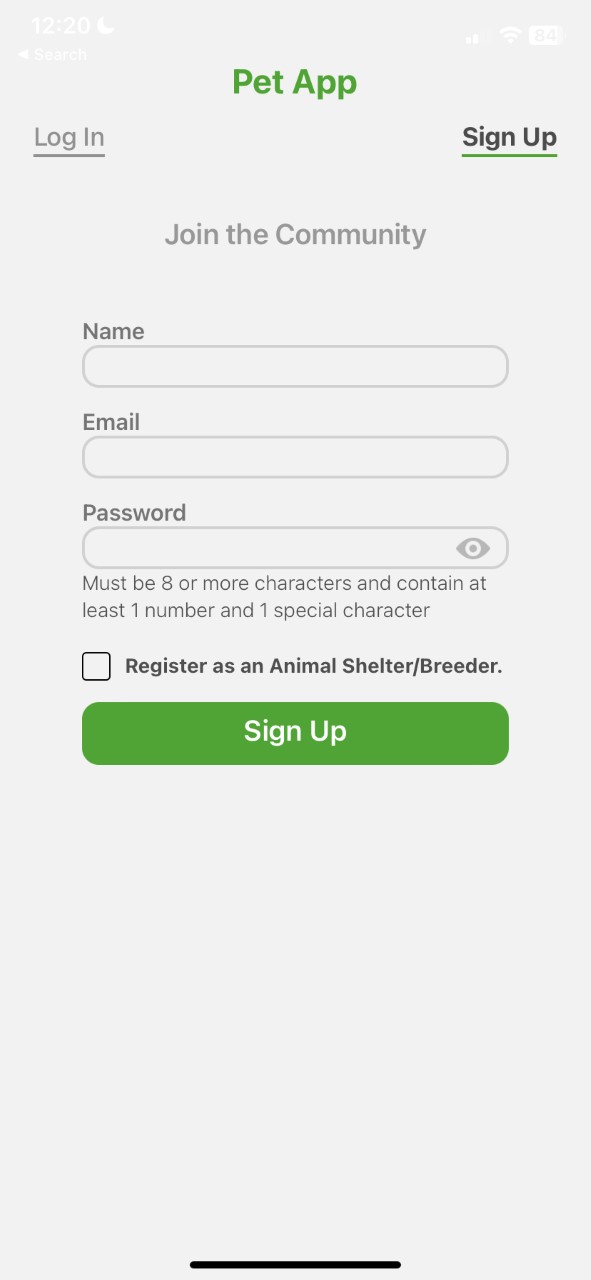 12:20
◀ Search
84
Pet App
Log In
Sign Up
Join the Community
Name
Email
Password
Must be 8 or more characters and contain at
least 1 number and 1 special character
Register as an Animal Shelter/Breeder.
Sign Up